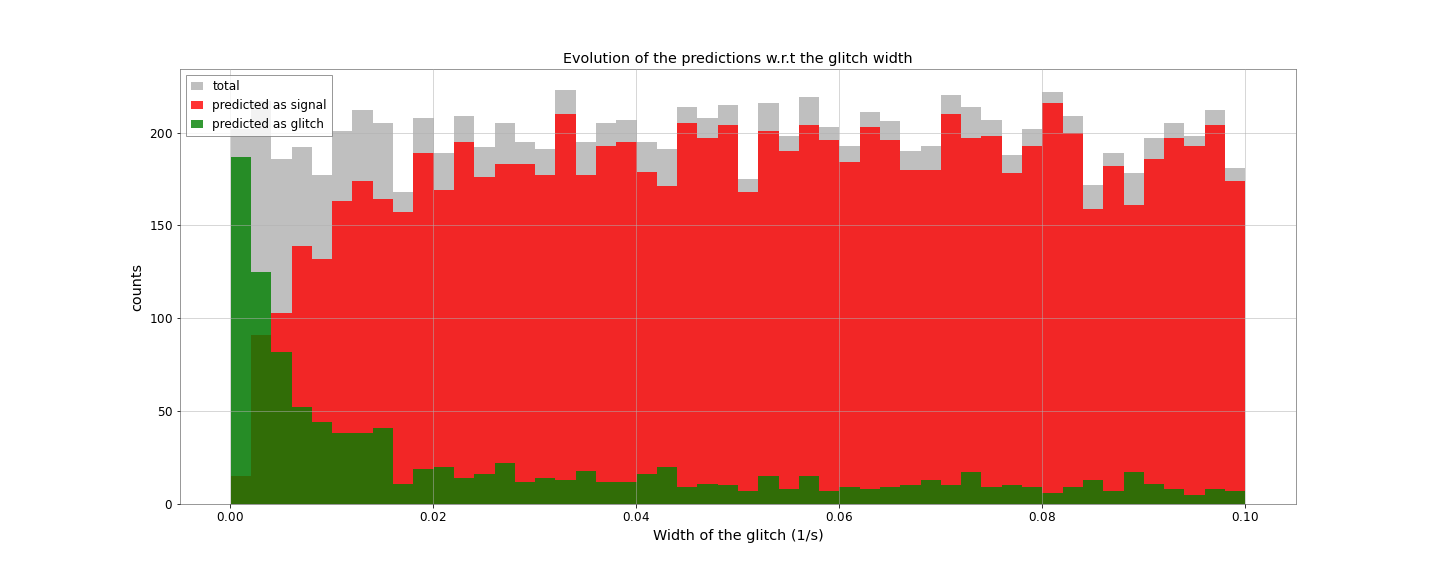 Evolution of the predictions w.r.t the glitch width
total
predicted as signal
predicted as glitch
200
150
100
50
0
counts
0.00 0.02 0.04 0.06 0.08 0.10
Width of the glitch (1/s)